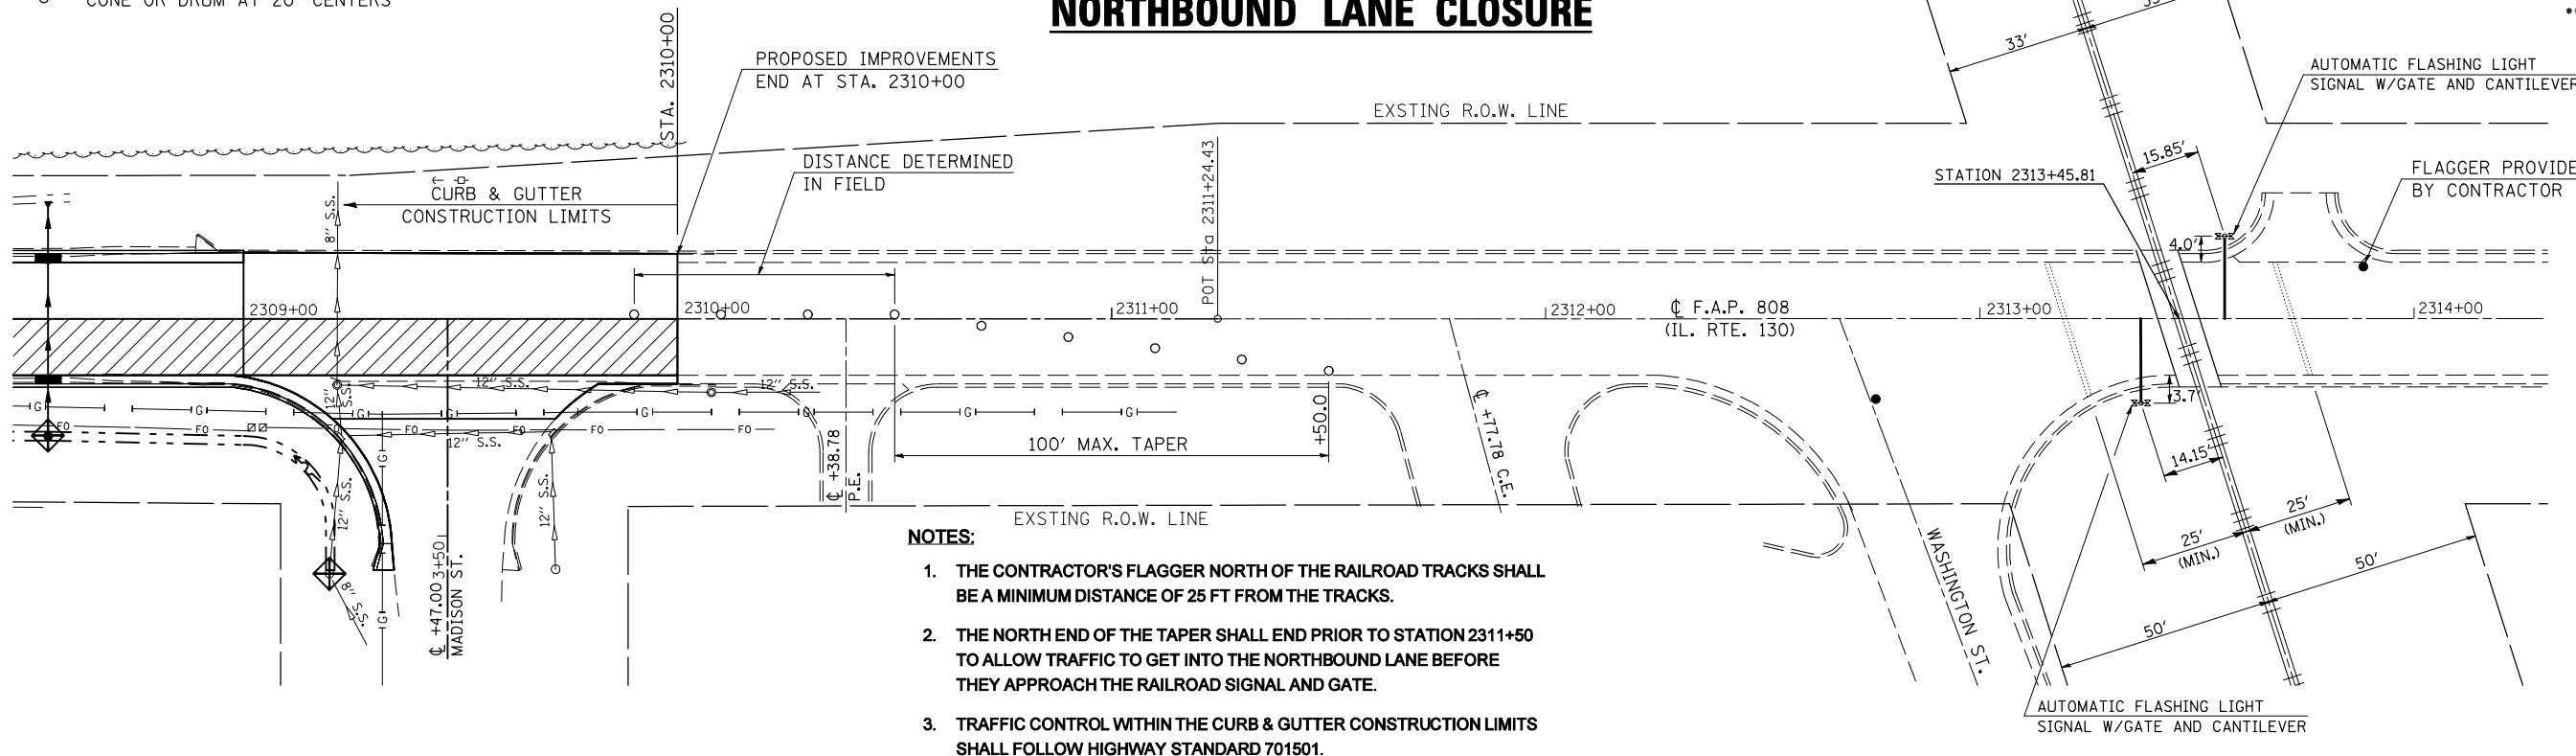 CONE OR DRUM AT 20' CENTERS
NORTHBOUND LANE CLOSURE
STA. 2310+00
PROPOSED IMPROVEMENTS
END AT STA. 2310+00
EXSTING R.O.W. LINE
33'
AUTOMATIC FLASHING LIGHT
SIGNAL W/GATE AND CANTILEVER
DISTANCE DETERMINED
IN FIELD
CURB & GUTTER
CONSTRUCTION LIMITS
8" S.S.
POT Sta 2311+24.43
15.85'
STATION 2313+45.81
FLAGGER PROVIDE
BY CONTRACTOR
4.0'
2309+00
2310+00
2311+00
2312+00
℄ F.A.P. 808
(IL. RTE. 130)
2313+00
2314+00
12" S.S.
12" S.S.
12" S.S.
3.7'
G
G
G
G
G
G
G
G
FO
FO
FO
FO
FO
FO
12" S.S.
℄ +38.78
P.E.
100' MAX. TAPER
+50.0
℄ +77.78 C.E.
14.15'
12" S.S.
12" S.S.
G
G
EXSTING R.O.W. LINE
25'
(MIN.)
25'
(MIN.)
50'
50'
WASHINGTON ST.
8" S.S.
℄ +47.00
3+50
MADISON ST.
NOTES:
1. THE CONTRACTOR'S FLAGGER NORTH OF THE RAILROAD TRACKS SHALL
BE A MINIMUM DISTANCE OF 25 FT FROM THE TRACKS.
2. THE NORTH END OF THE TAPER SHALL END PRIOR TO STATION 2311+50
TO ALLOW TRAFFIC TO GET INTO THE NORTHBOUND LANE BEFORE
THEY APPROACH THE RAILROAD SIGNAL AND GATE.
3. TRAFFIC CONTROL WITHIN THE CURB & GUTTER CONSTRUCTION LIMITS
SHALL FOLLOW HIGHWAY STANDARD 701501.
AUTOMATIC FLASHING LIGHT
SIGNAL W/GATE AND CANTILEVER